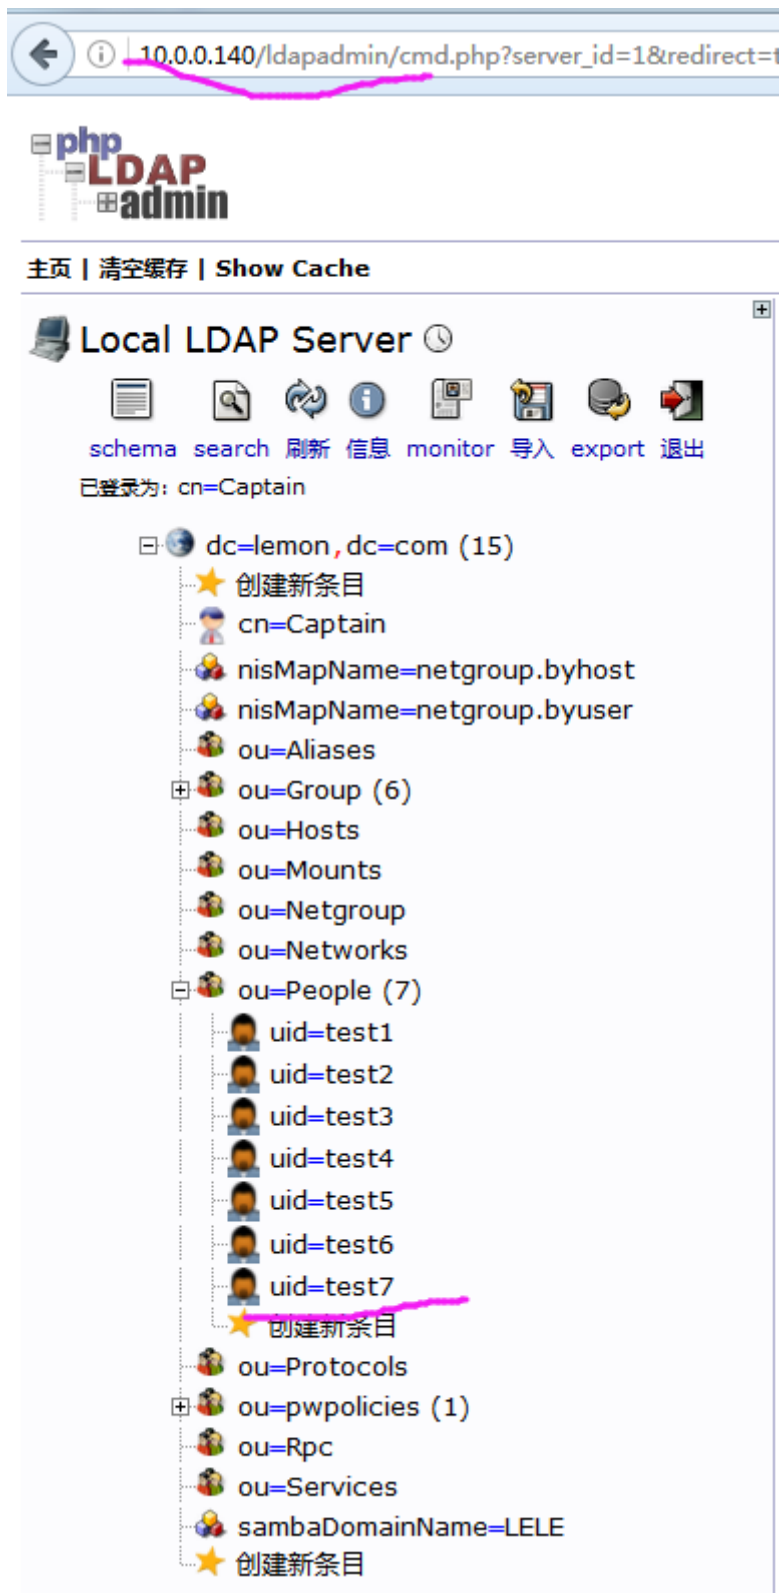 10.0.0.140/ldapadmin/cmd.php?server_id=1&redirect=t
php
LDAP
admin
主页 | 清空缓存 | Show Cache
Local LDAP Server
schema search 刷新 信息 monitor 导入 export 退出
已登录为: cn=Captain
dc=lemon,dc=com (15)
创建新条目
cn=Captain
nisMapName=netgroup.byhost
nisMapName=netgroup.byuser
ou=Aliases
ou=Group (6)
ou=Hosts
ou=Mounts
ou=Netgroup
ou=Networks
ou=People (7)
uid=test1
uid=test2
uid=test3
uid=test4
uid=test5
uid=test6
uid=test7
创建新条目
ou=Protocols
ou=pwpolicies (1)
ou=Rpc
ou=Services
sambaDomainName=LELE
创建新条目